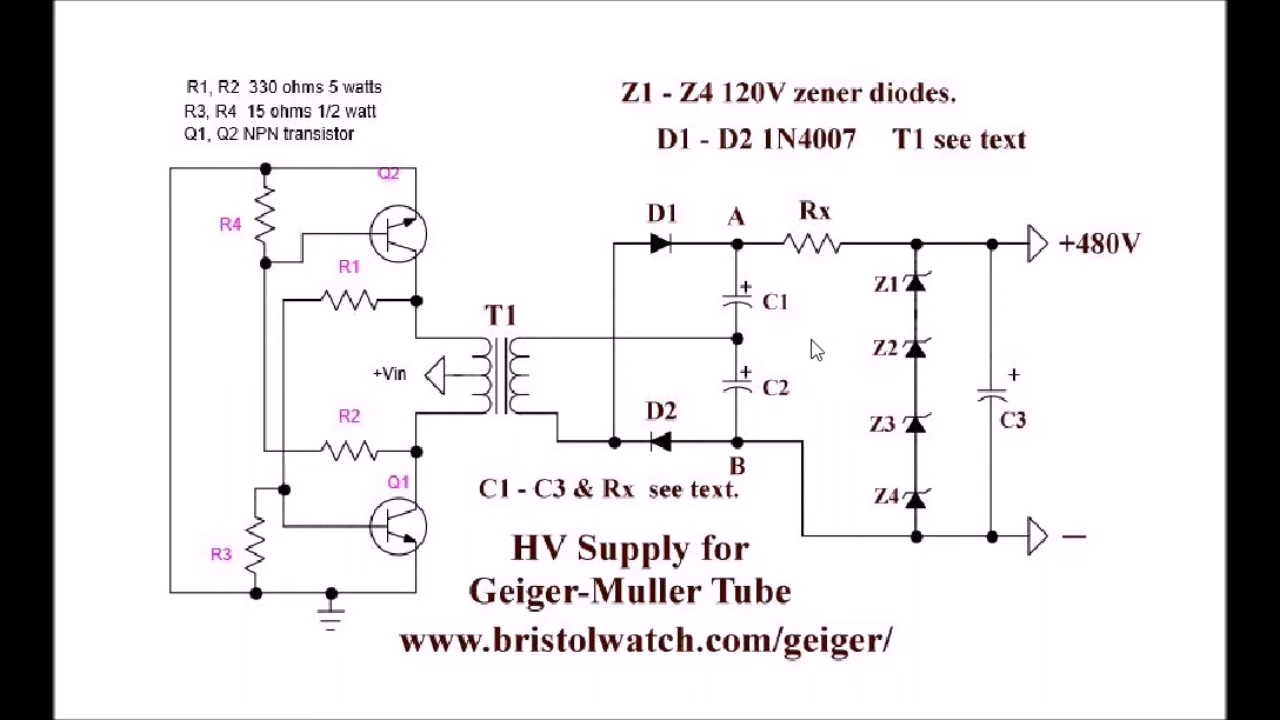 R1, R2 330 ohms 5 watts
R3, R4 15 ohms 1/2 watt
Q1, Q2 NPN transistor
Z1 - Z4 120V zener diodes.
D1 - D2 1N4007 T1 see text
Q2
R4
R1
D1
A
Rx
+480V
Z1
+
C1
T1
Z2
+Vin
+
C2
+
R2
D2
Z3
C3
B
Q1
C1 - C3 & Rx see text.
Z4
R3
HV Supply for
Geiger-Muller Tube
www.bristolwatch.com/geiger/
−